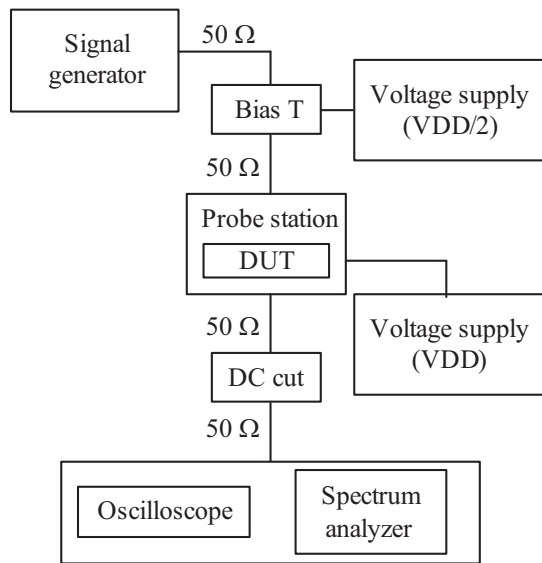 Signal
generator
50 Ω
Bias T
Voltage supply
(VDD/2)
50 Ω
Probe station
DUT
50 Ω
Voltage supply
(VDD)
DC cut
50 Ω
Oscilloscope
Spectrum
analyzer